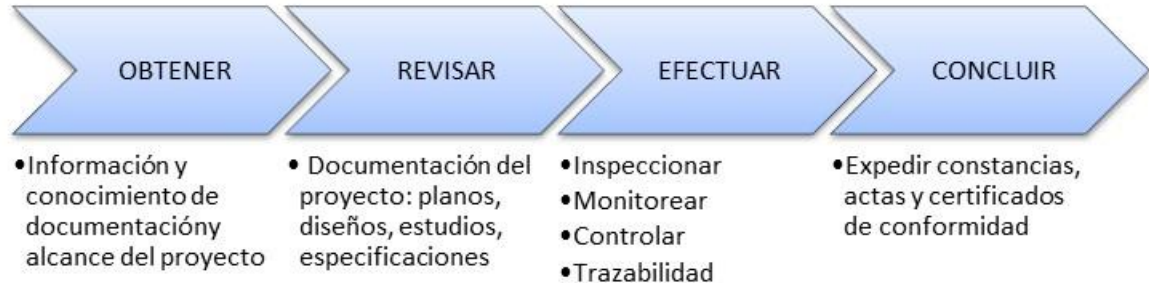 OBTENER
REVISAR
EFECTUAR
CONCLUIR
•Información y
conocimiento de
documentacióny
alcance del proyecto
• Documentación del
proyecto: planos,
diseños, estudios,
especificaciones
•Inspeccionar
•Monitorear
•Controlar
•Trazabilidad
•Expedir constancias,
actas y certificados
de conformidad